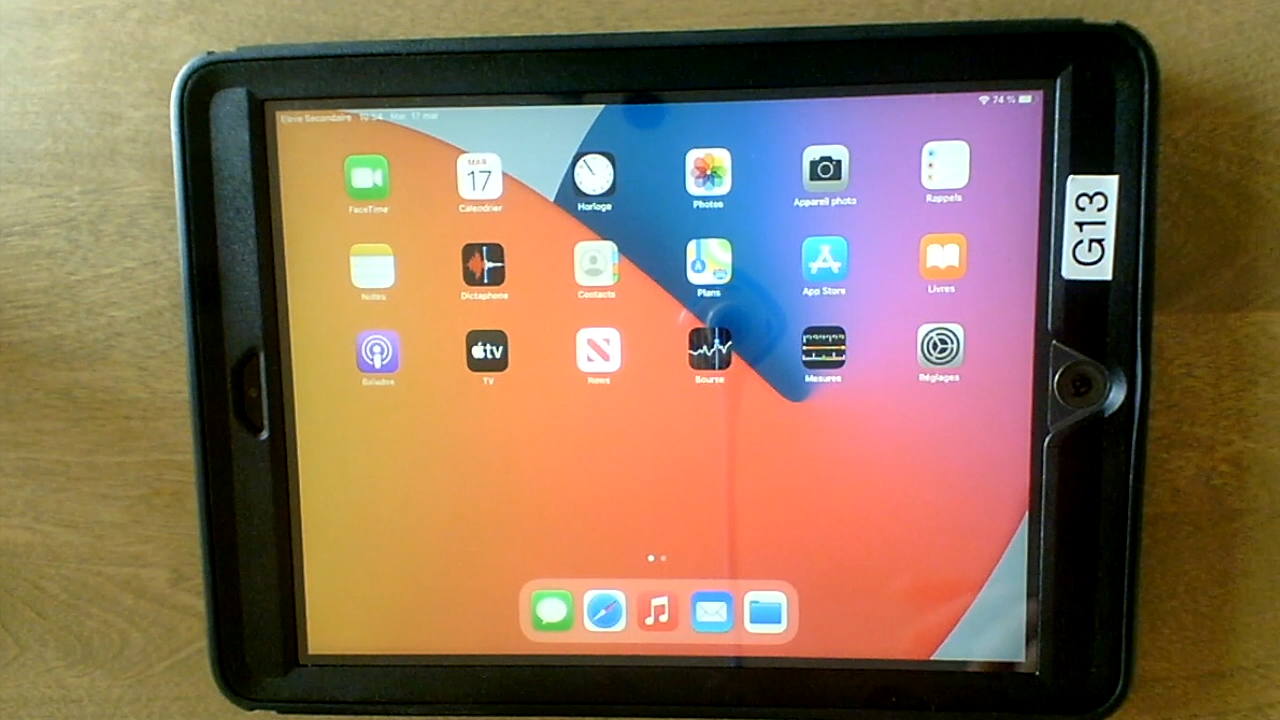 Élève Secondaire 10:54 Mar. 17 mar.
74 %
FaceTime
MAR.
17
Calendrier
Horloge
Photos
Appareil photo
Rappels
Notes
Dictaphone
Contacts
Plans
App Store
Livres
Balados
tv
TV
News
Bourse
Mesures
Réglages
G13